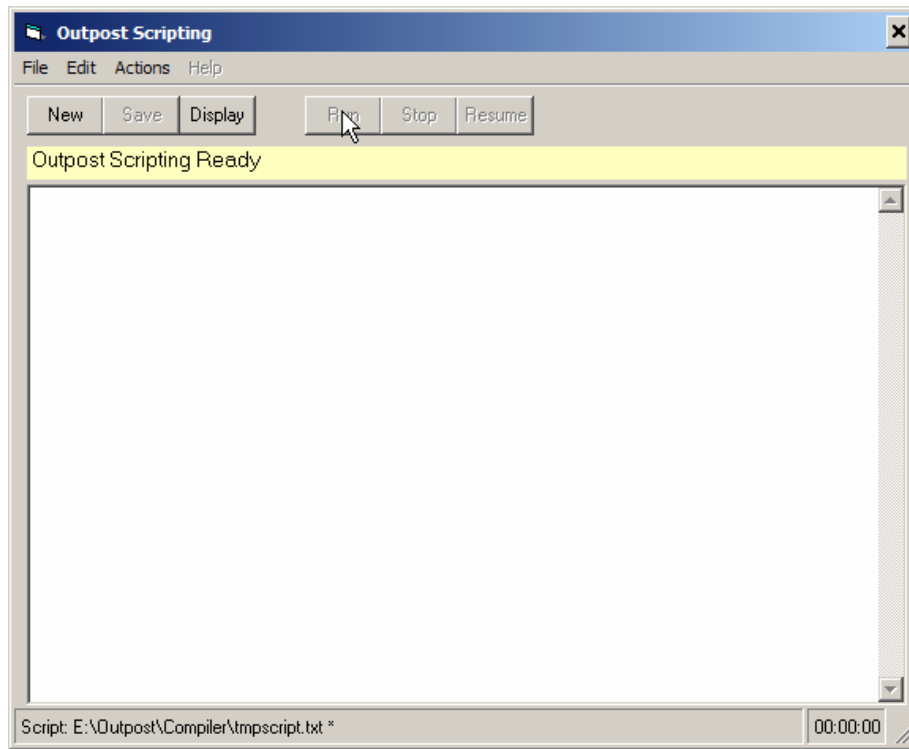 Outpost Scripting
File Edit Actions Help
New Save Display Run Stop Resume
Outpost Scripting Ready
Script: E:\Outpost\Compiler\tmpscript.txt * 00:00:00